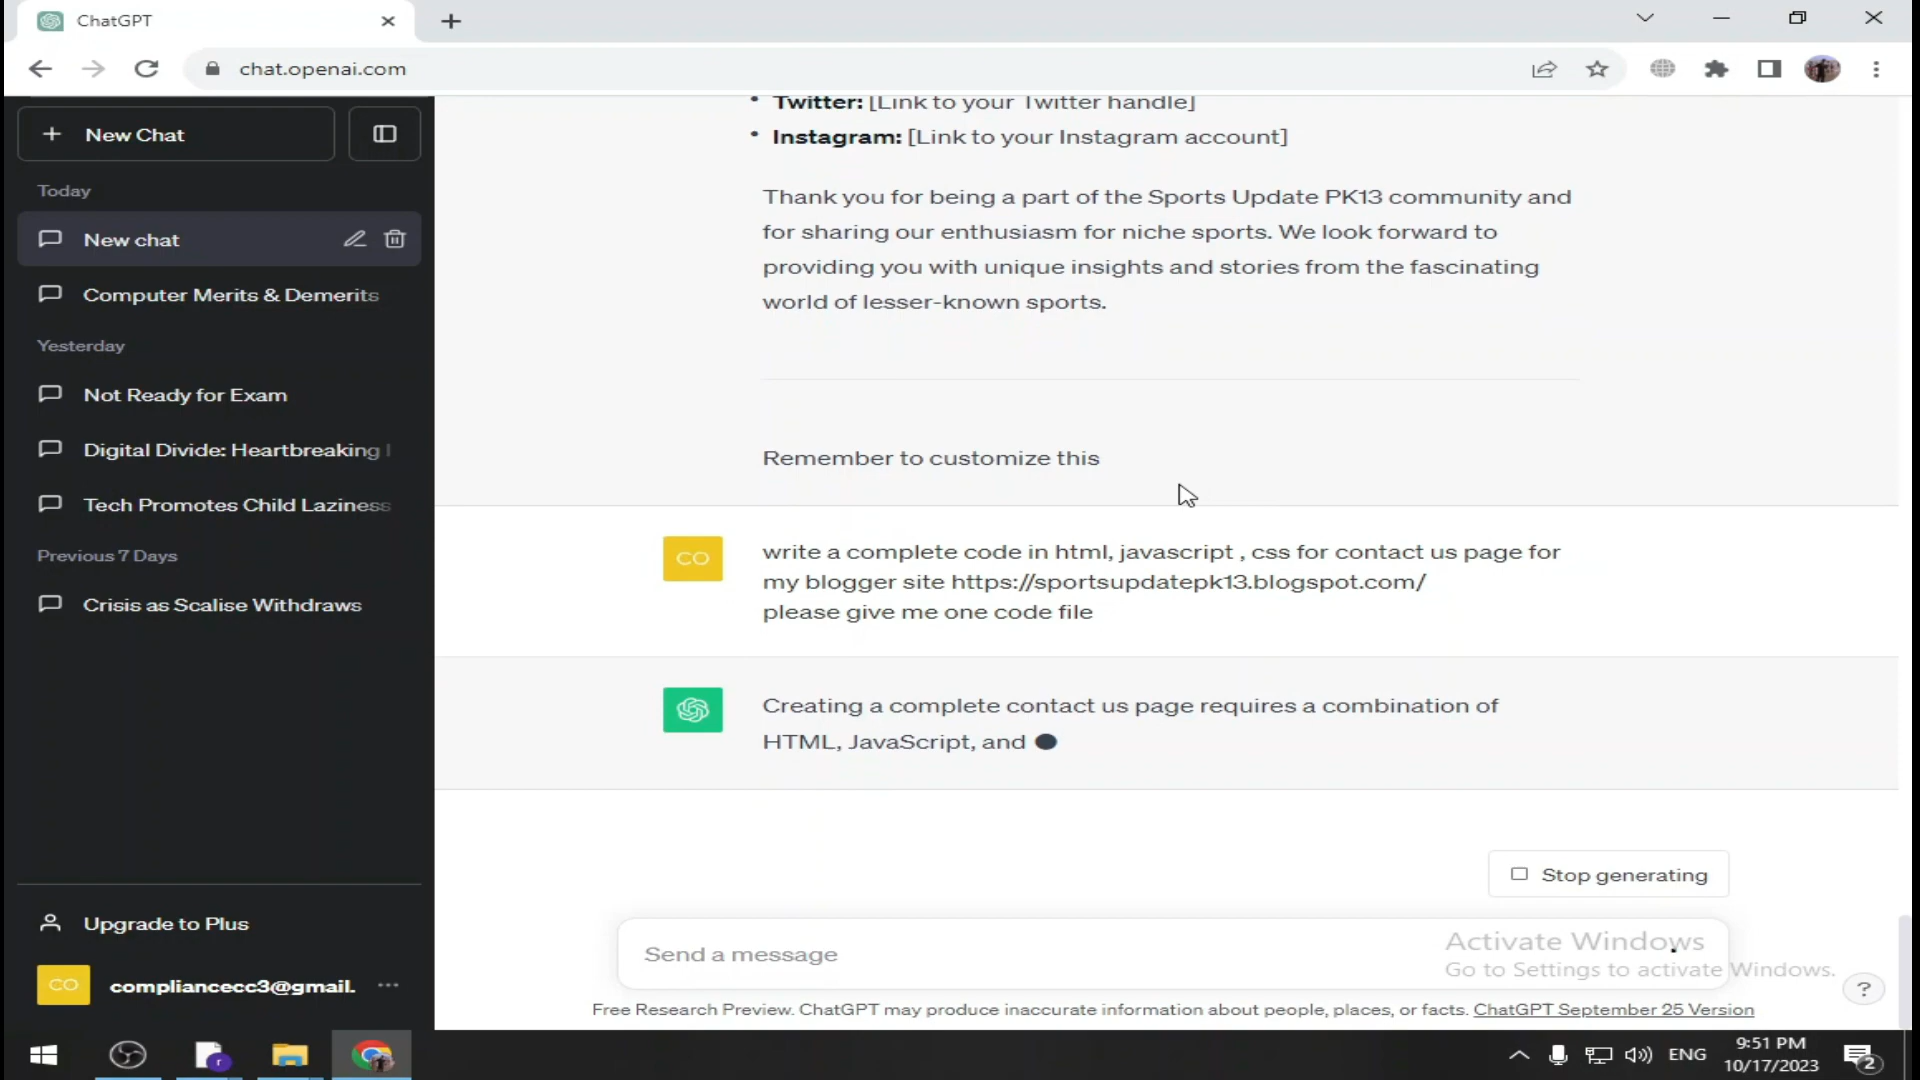 ChatGPT
chat.openai.com
New Chat
Today
New chat
Computer Merits & Demerits
Yesterday
Not Ready for Exam
Digital Divide: Heartbreaking
Tech Promotes Child Laziness
Previous 7 Days
Crisis as Scalise Withdraws
Upgrade to Plus
CO
compliancecc3@gmail.
• Twitter: [Link to your Twitter handle]
• Instagram: [Link to your Instagram account]
Thank you for being a part of the Sports Update PK13 community and
for sharing our enthusiasm for niche sports. We look forward to
providing you with unique insights and stories from the fascinating
world of lesser-known sports.
Remember to customize this
CO
write a complete code in html, javascript , css for contact us page for
my blogger site https://sportsupdatepk13.blogspot.com/
please give me one code file
Creating a complete contact us page requires a combination of
HTML, JavaScript, and
Stop generating
Send a message
Activate Windows
Go to Settings to activate Windows.
?
Free Research Preview. ChatGPT may produce inaccurate information about people, places, or facts. ChatGPT September 25 Version
ENG
9:51 PM
10/17/2023
2